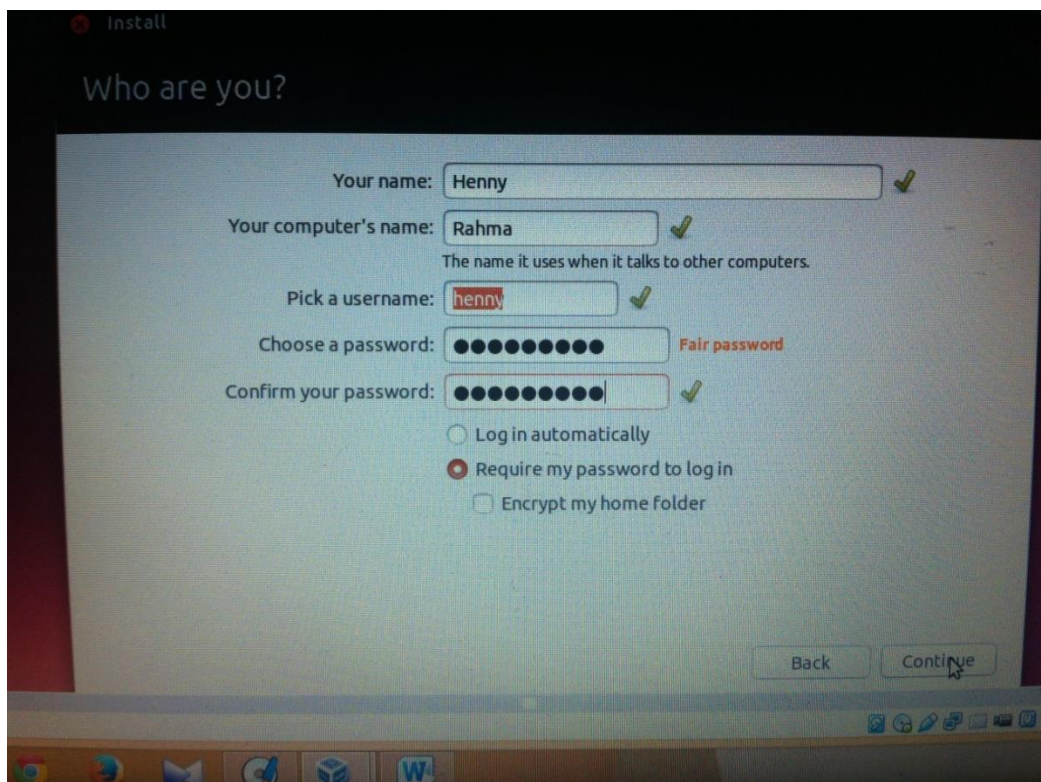 Install
Who are you?
Your name: Henny
Your computer's name: Rahma
The name it uses when it talks to other computers.
Pick a username: henny
Choose a password: ●●●●●●●●● Fair password
Confirm your password: ●●●●●●●●●
Log in automatically
Require my password to log in
Encrypt my home folder
Back Continue
W